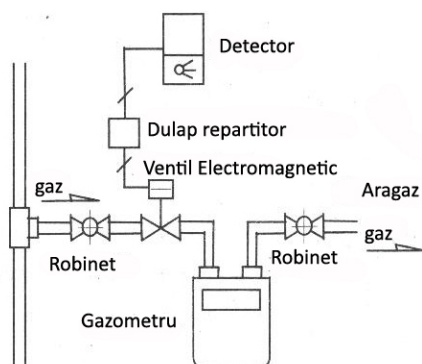 Detector
Dulap repartitor
Ventil Electromagnetic
gaz
Aragaz
gaz
Robinet
Robinet
Gazometru